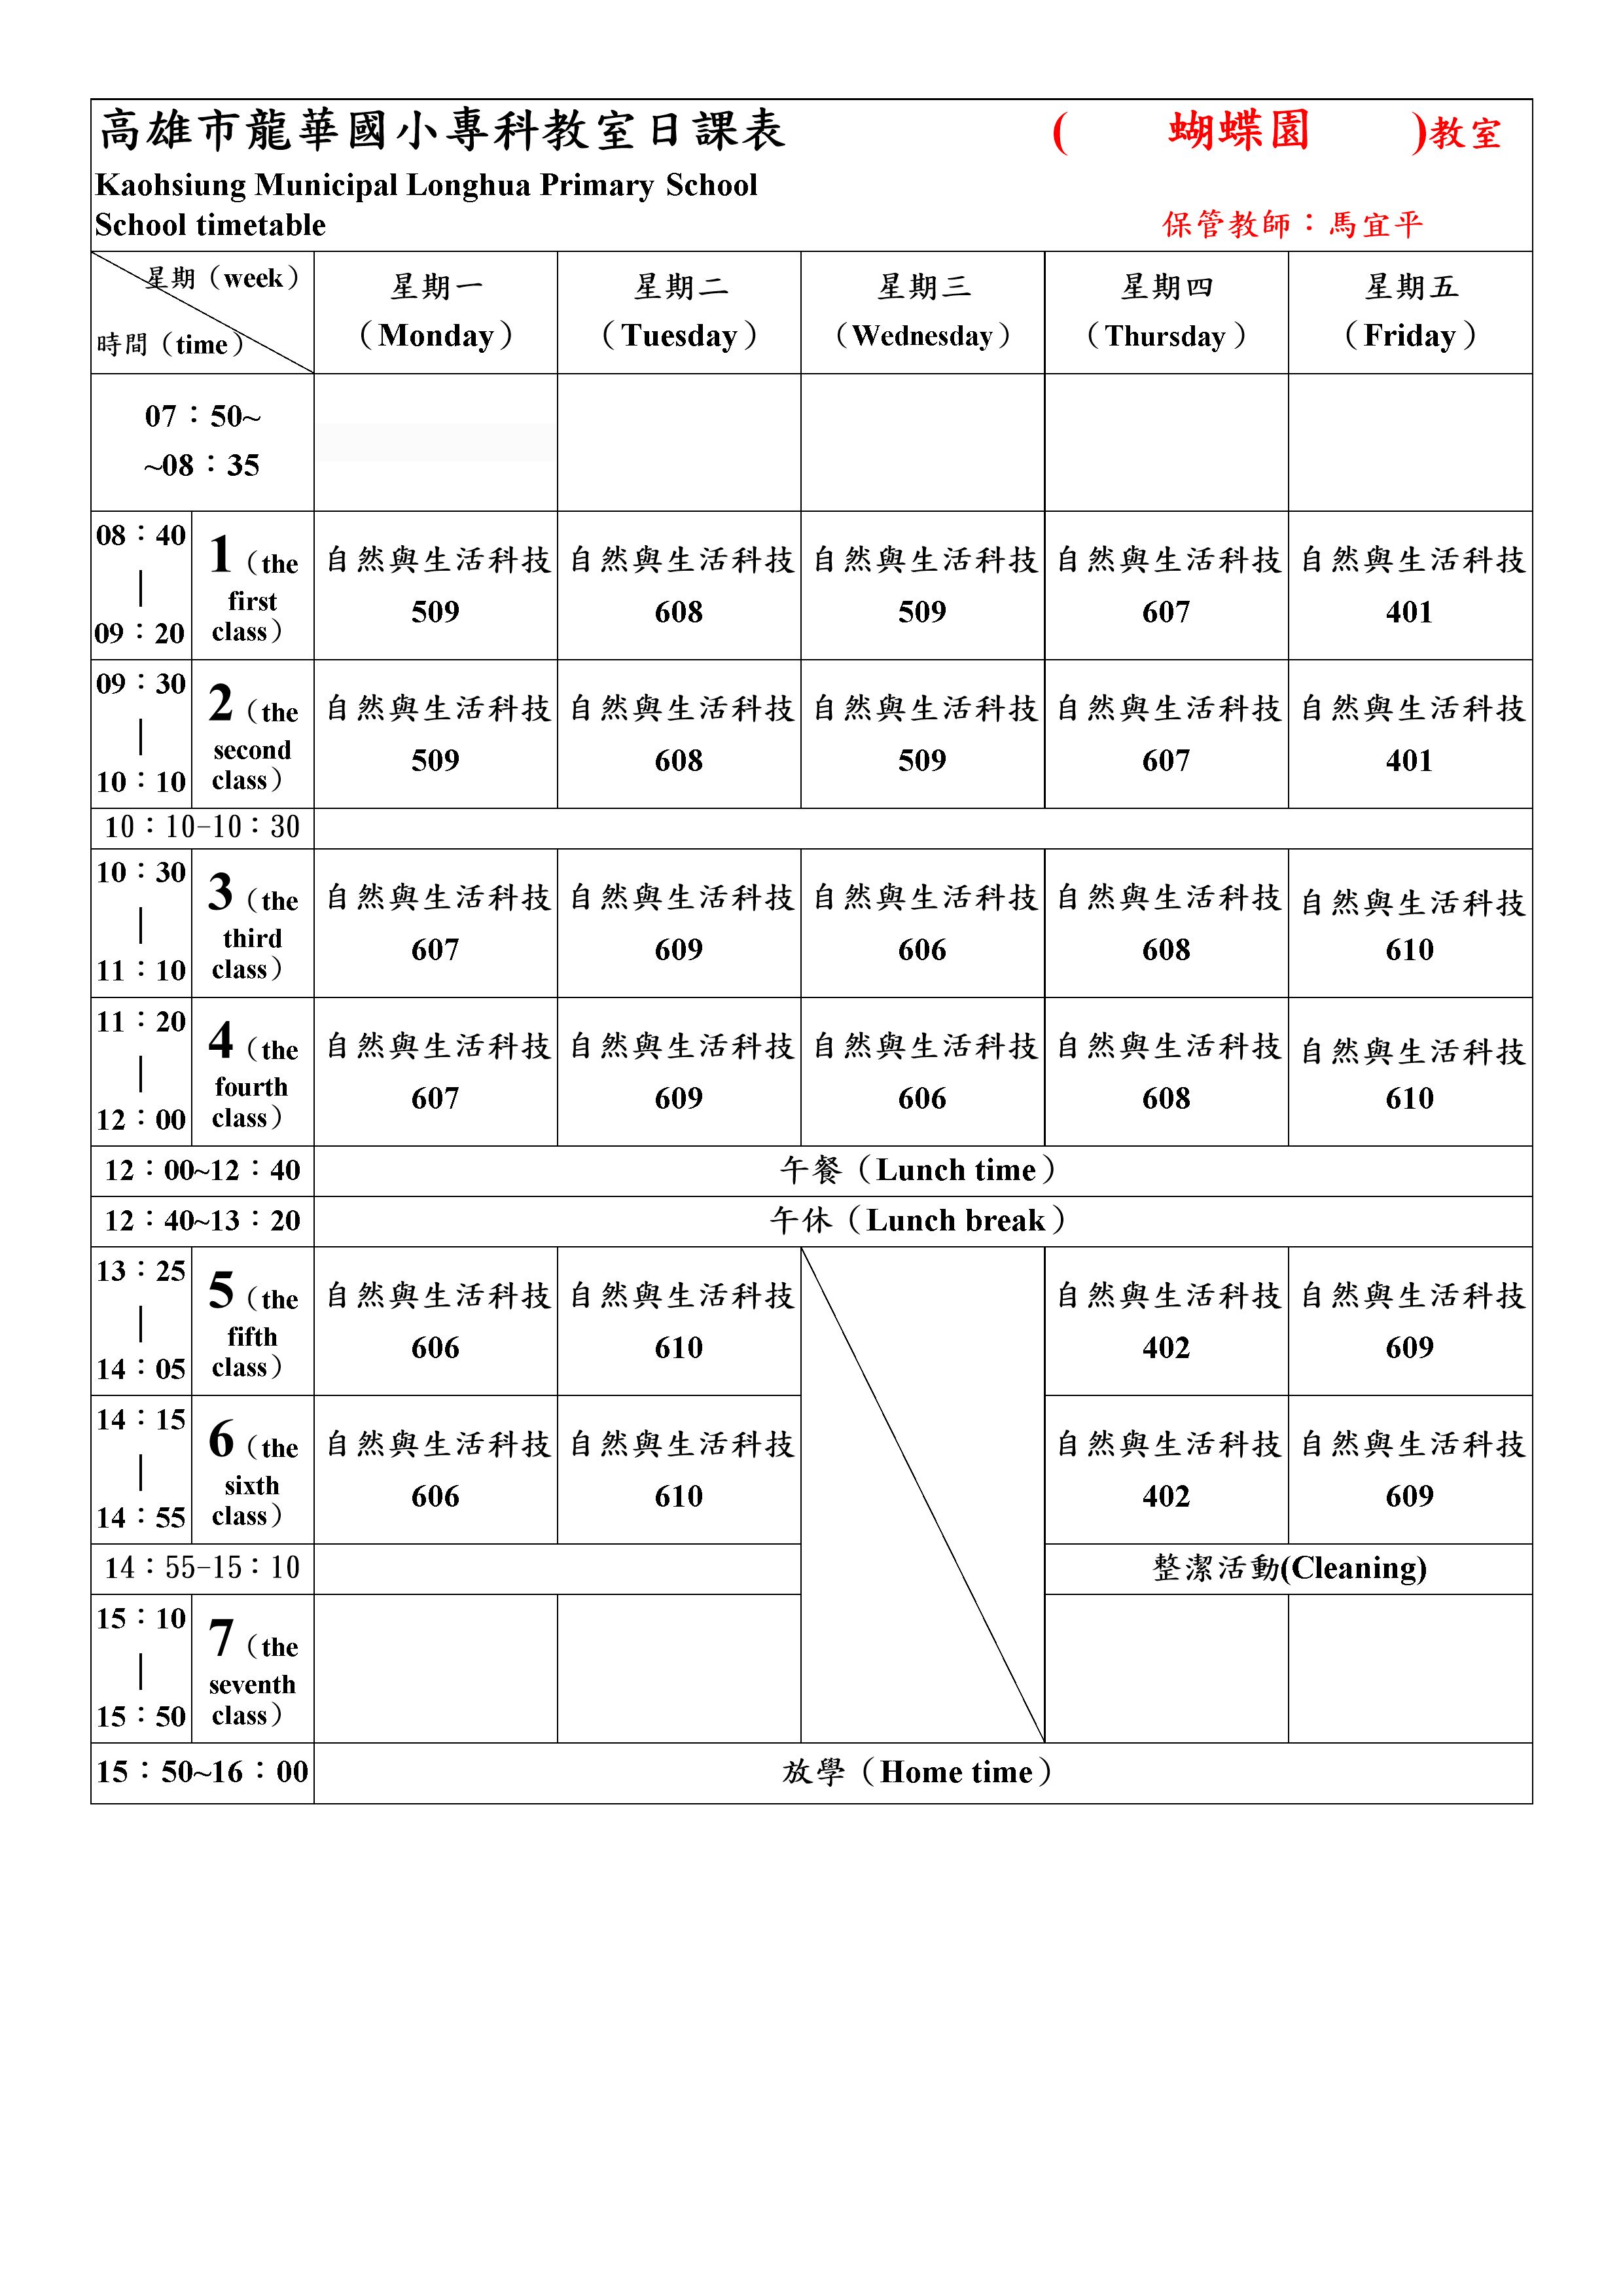 高雄市龍華國小專科教室日課表 ( 蝴蝶園 )教室
Kaohsiung Municipal Longhua Primary School
School timetable 保管教師：馬宜平
星期（week）
時間（time）
星期一 星期二 星期三 星期四 星期五
（Monday） （Tuesday） （Wednesday） （Thursday） （Friday）
07：50~
~08：35
08：40
|
09：20
1（the
first
class）
自然與生活科技 自然與生活科技 自然與生活科技 自然與生活科技 自然與生活科技
509 608 509 607 401
09：30
|
10：10
2（the
second
class）
自然與生活科技 自然與生活科技 自然與生活科技 自然與生活科技 自然與生活科技
509 608 509 607 401
10：10-10：30
10：30
|
11：10
3（the
third
class）
自然與生活科技 自然與生活科技 自然與生活科技 自然與生活科技 自然與生活科技
607 609 606 608 610
11：20
|
12：00
4（the
fourth
class）
自然與生活科技 自然與生活科技 自然與生活科技 自然與生活科技 自然與生活科技
607 609 606 608 610
12：00~12：40 午餐（Lunch time）
12：40~13：20 午休（Lunch break）
13：25
|
14：05
5（the
fifth
class）
自然與生活科技 自然與生活科技 自然與生活科技 自然與生活科技
606 610 402 609
14：15
|
14：55
6（the
sixth
class）
自然與生活科技 自然與生活科技 自然與生活科技 自然與生活科技
606 610 402 609
14：55-15：10 整潔活動(Cleaning)
15：10
|
15：50
7（the
seventh
class）
15：50~16：00 放學（Home time）